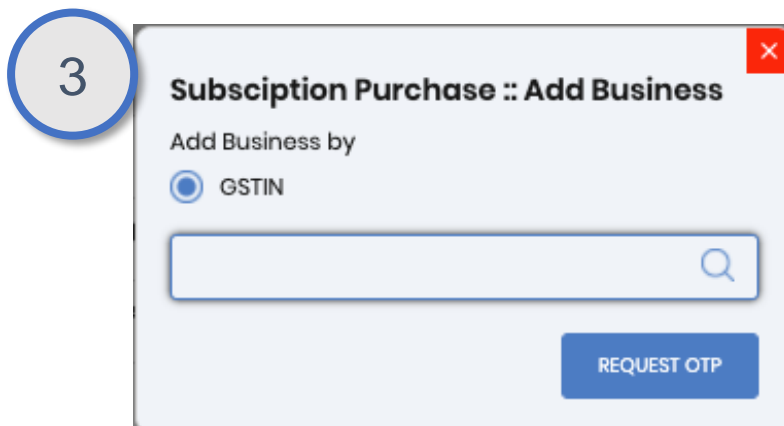 3
Subsciption Purchase :: Add Business
Add Business by
GSTIN
REQUEST OTP